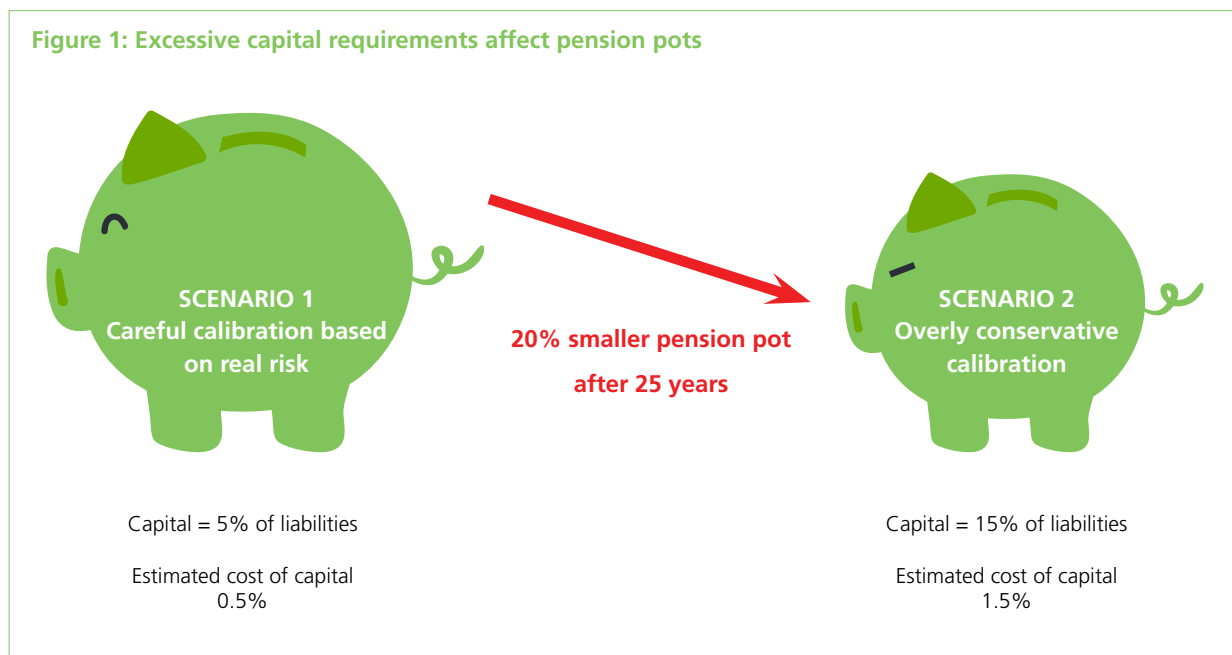 Figure 1: Excessive capital requirements affect pension pots
SCENARIO 1
Careful calibration based
on real risk
20% smaller pension pot
after 25 years
SCENARIO 2
Overly conservative
calibration
Capital = 5% of liabilities
Estimated cost of capital
0.5%
Capital = 15% of liabilities
Estimated cost of capital
1.5%